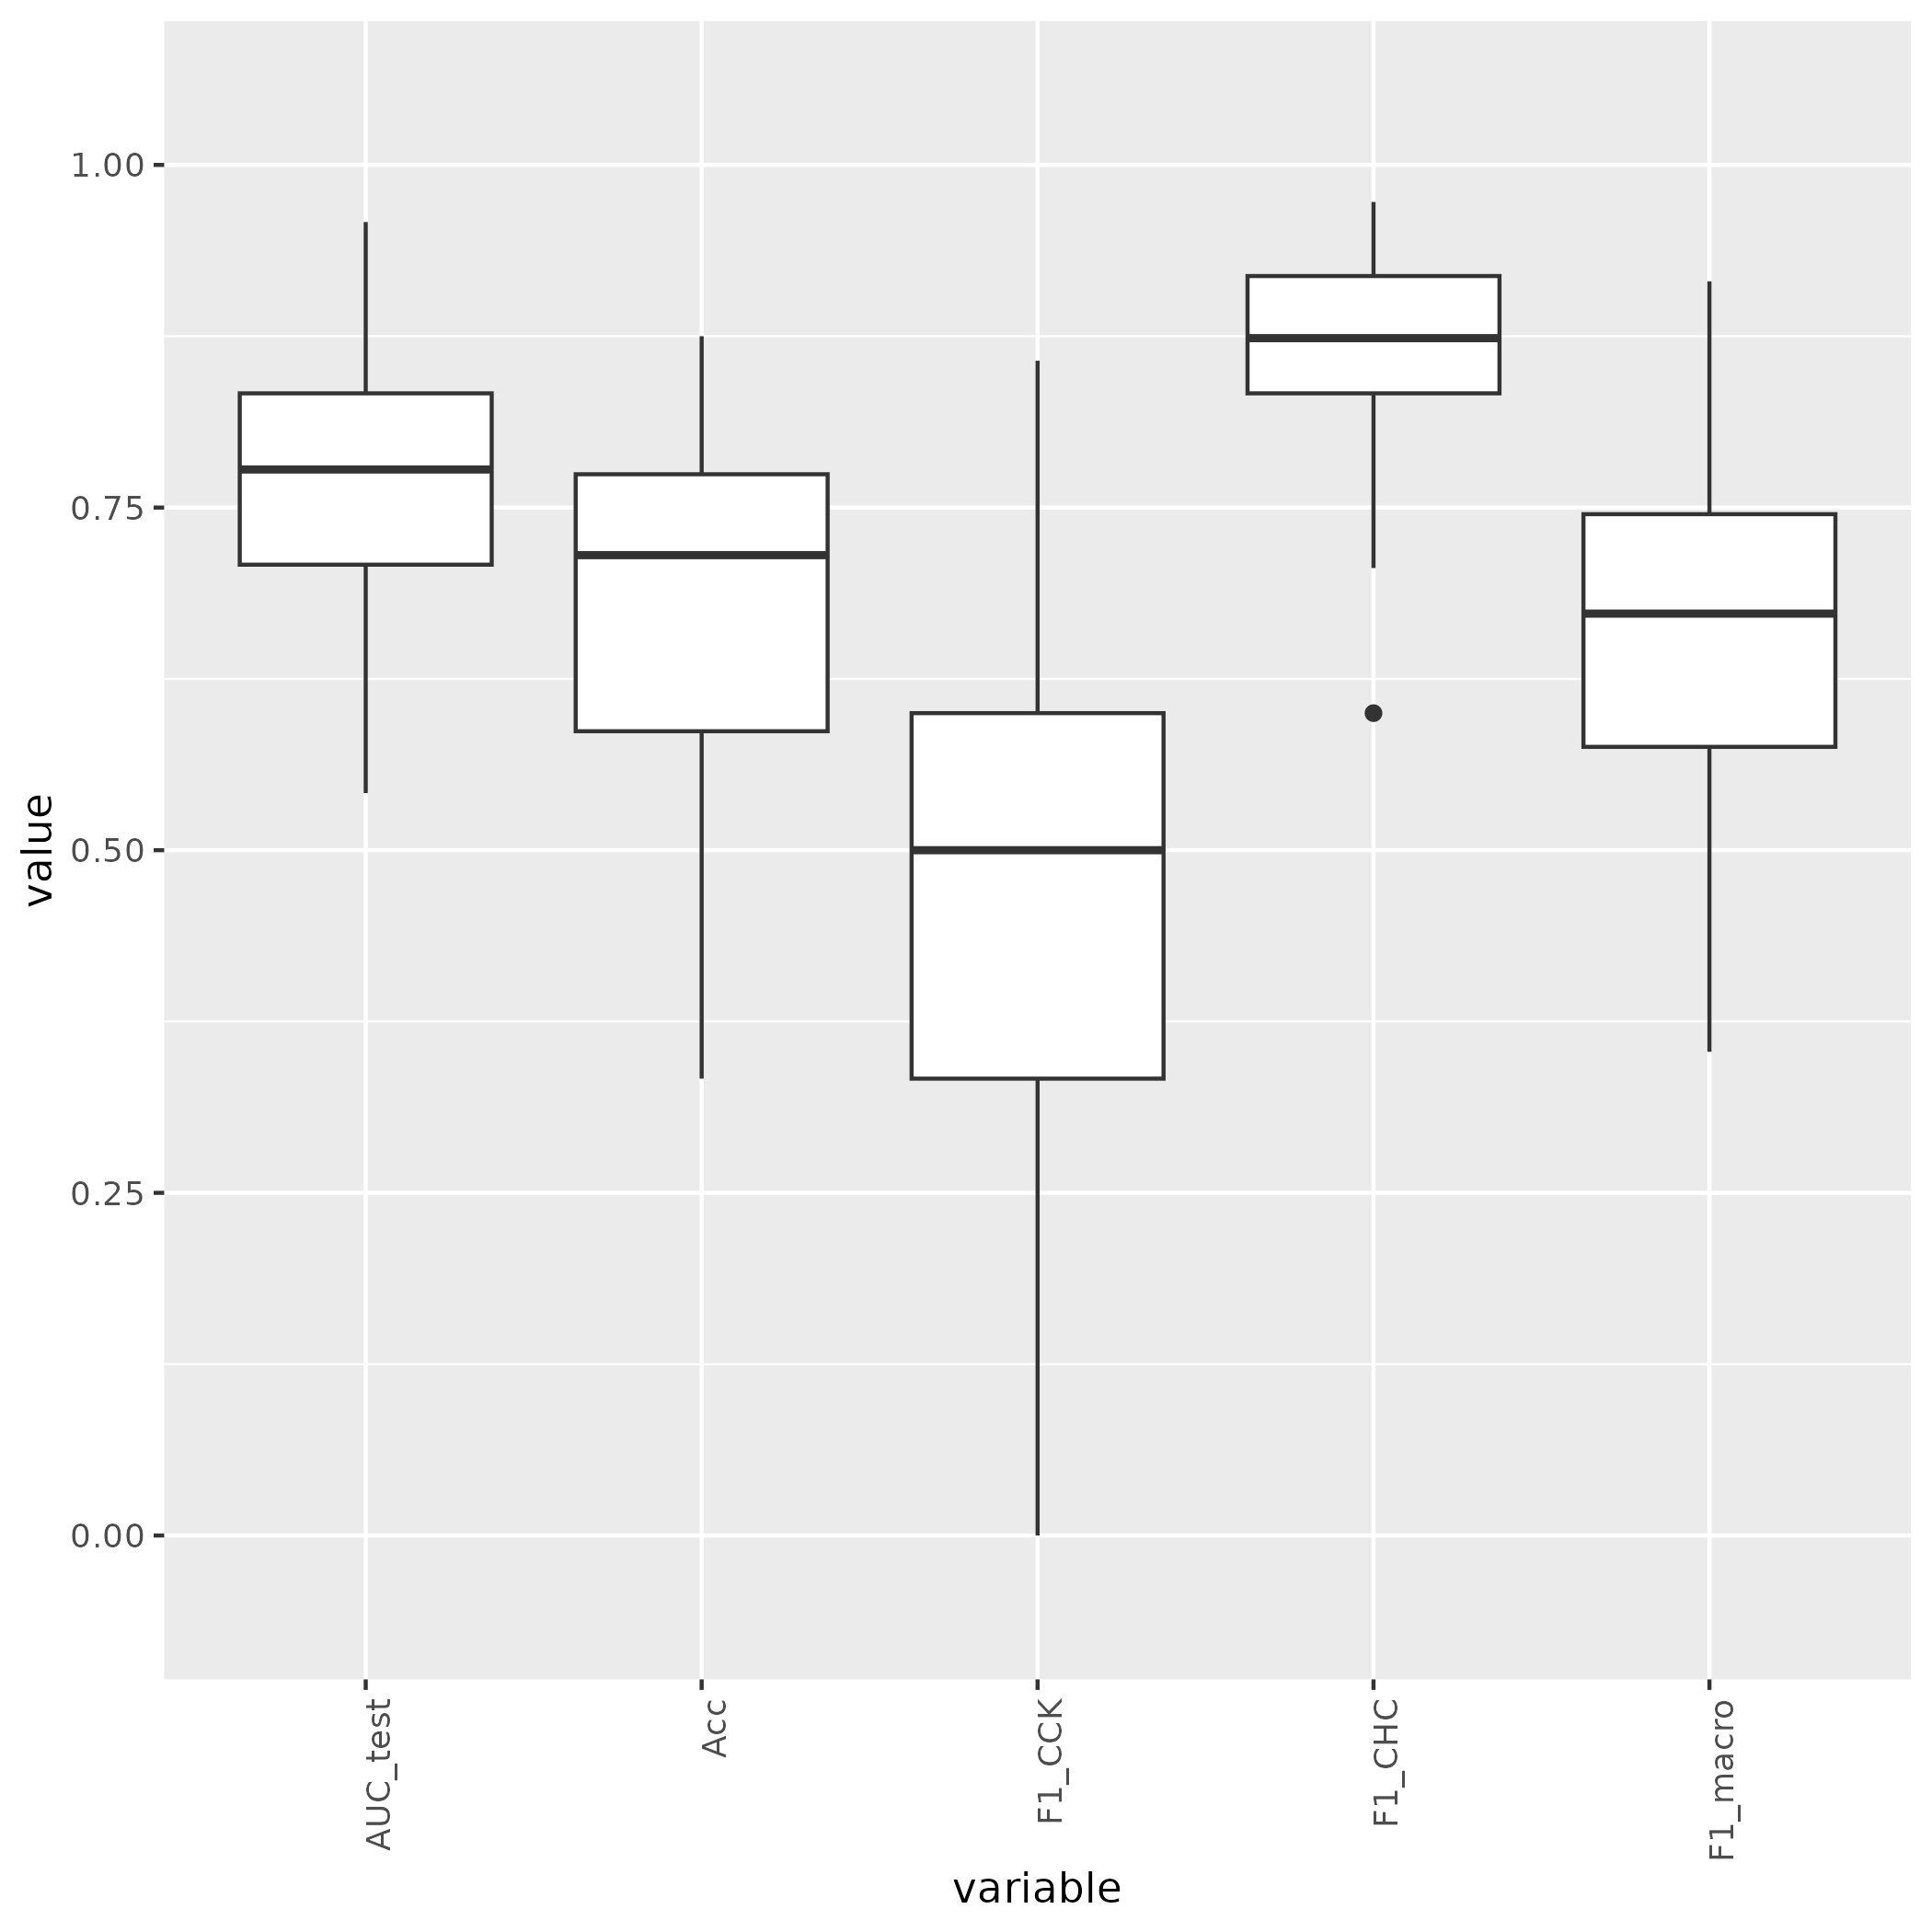 value
1.00
0.75
0.50
0.25
0.00
AUC_test
Acc
F1_CCK
F1_CHC
F1_macro
variable